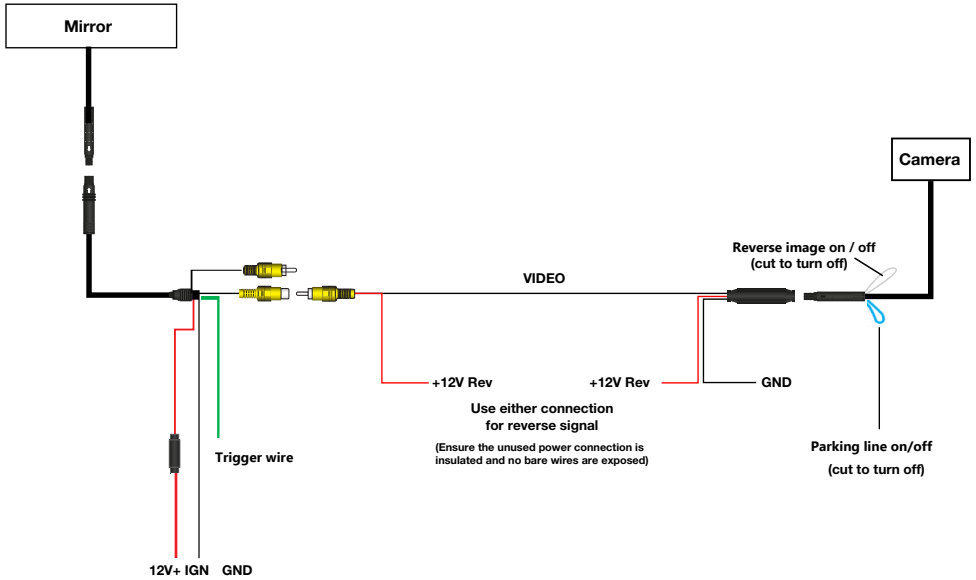 Mirror
Camera
Reverse image on / off
(cut to turn off)
VIDEO
+12V Rev
+12V Rev
GND
Use either connection
for reverse signal
(Ensure the unused power connection is
insulated and no bare wires are exposed)
Trigger wire
Parking line on/off
(cut to turn off)
12V+ IGN GND